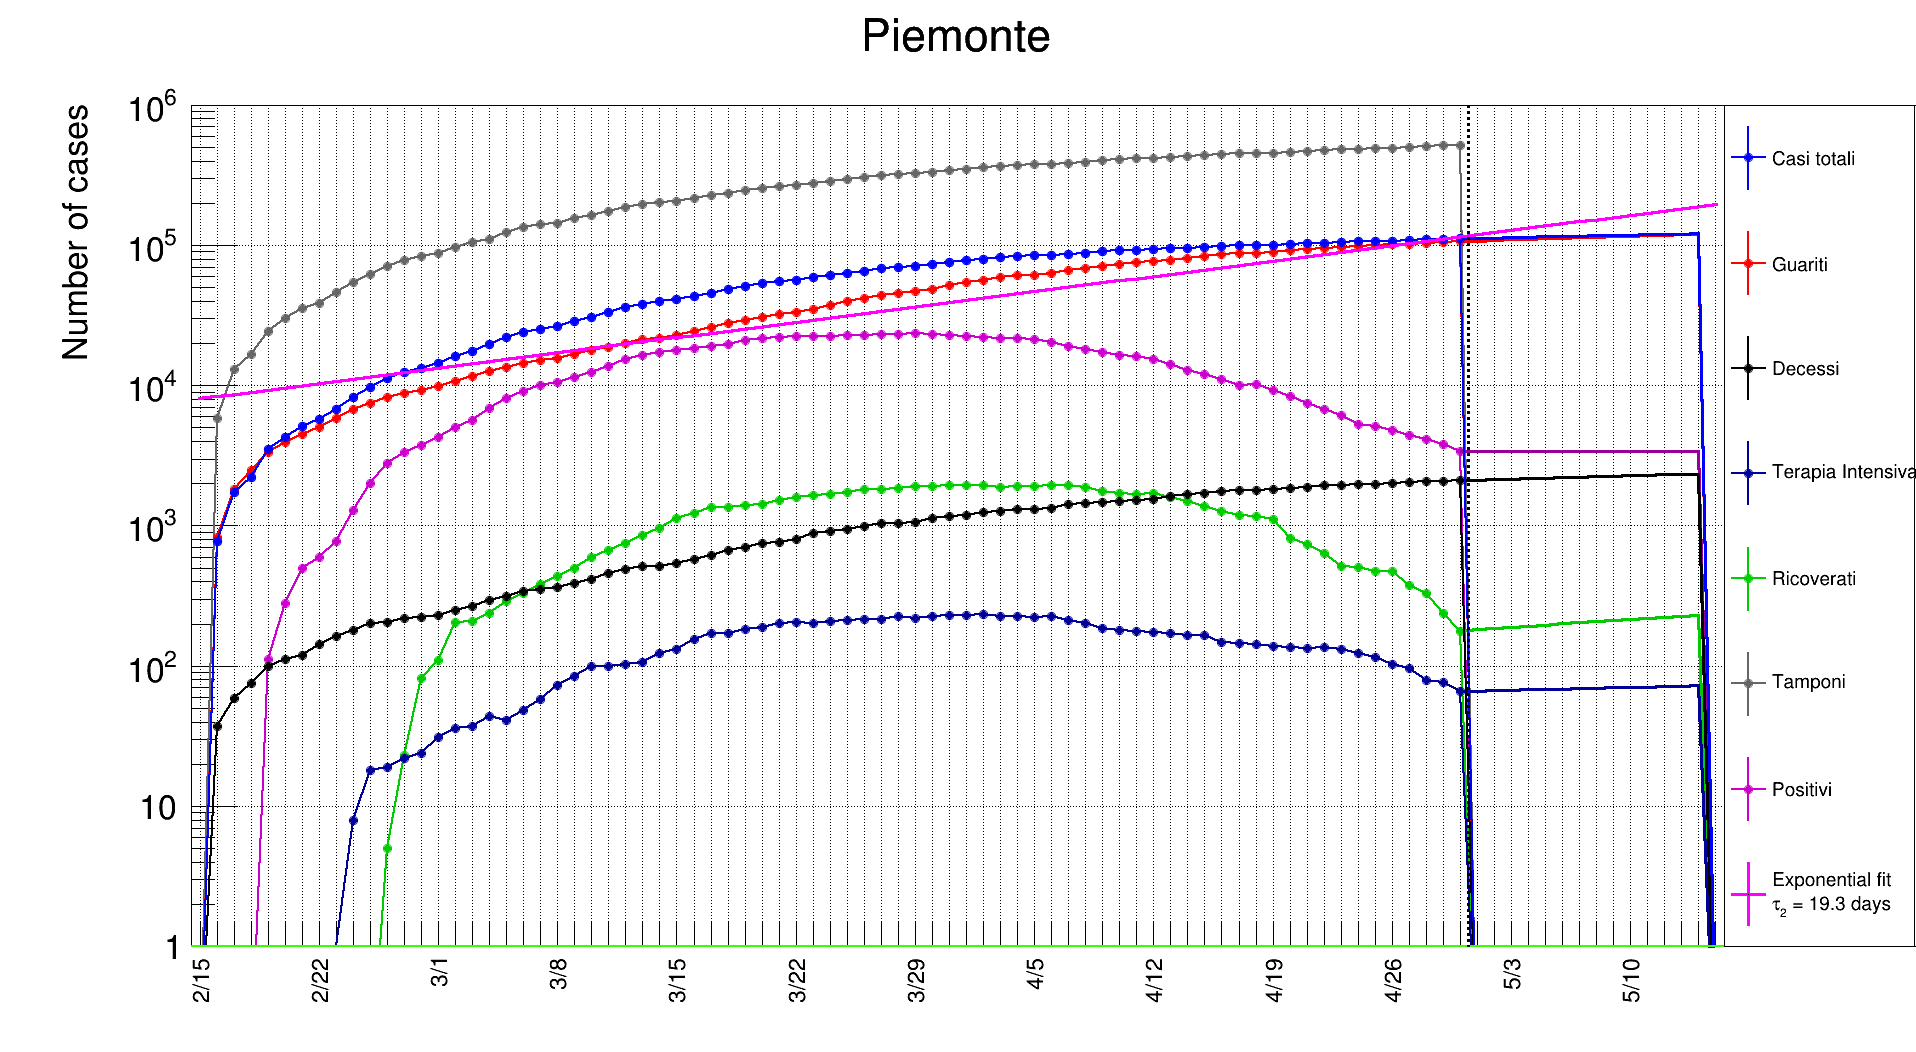 Piemonte
Number of cases
10^6
10^5
10^4
10^3
10^2
10
1
2/15
2/22
3/1
3/8
3/15
3/22
3/29
4/5
4/12
4/19
4/26
5/3
5/10
Casi totali
Guariti
Decessi
Terapia Intensiva
Ricoverati
Tamponi
Positivi
Exponential fit
τ_2 = 19.3 days